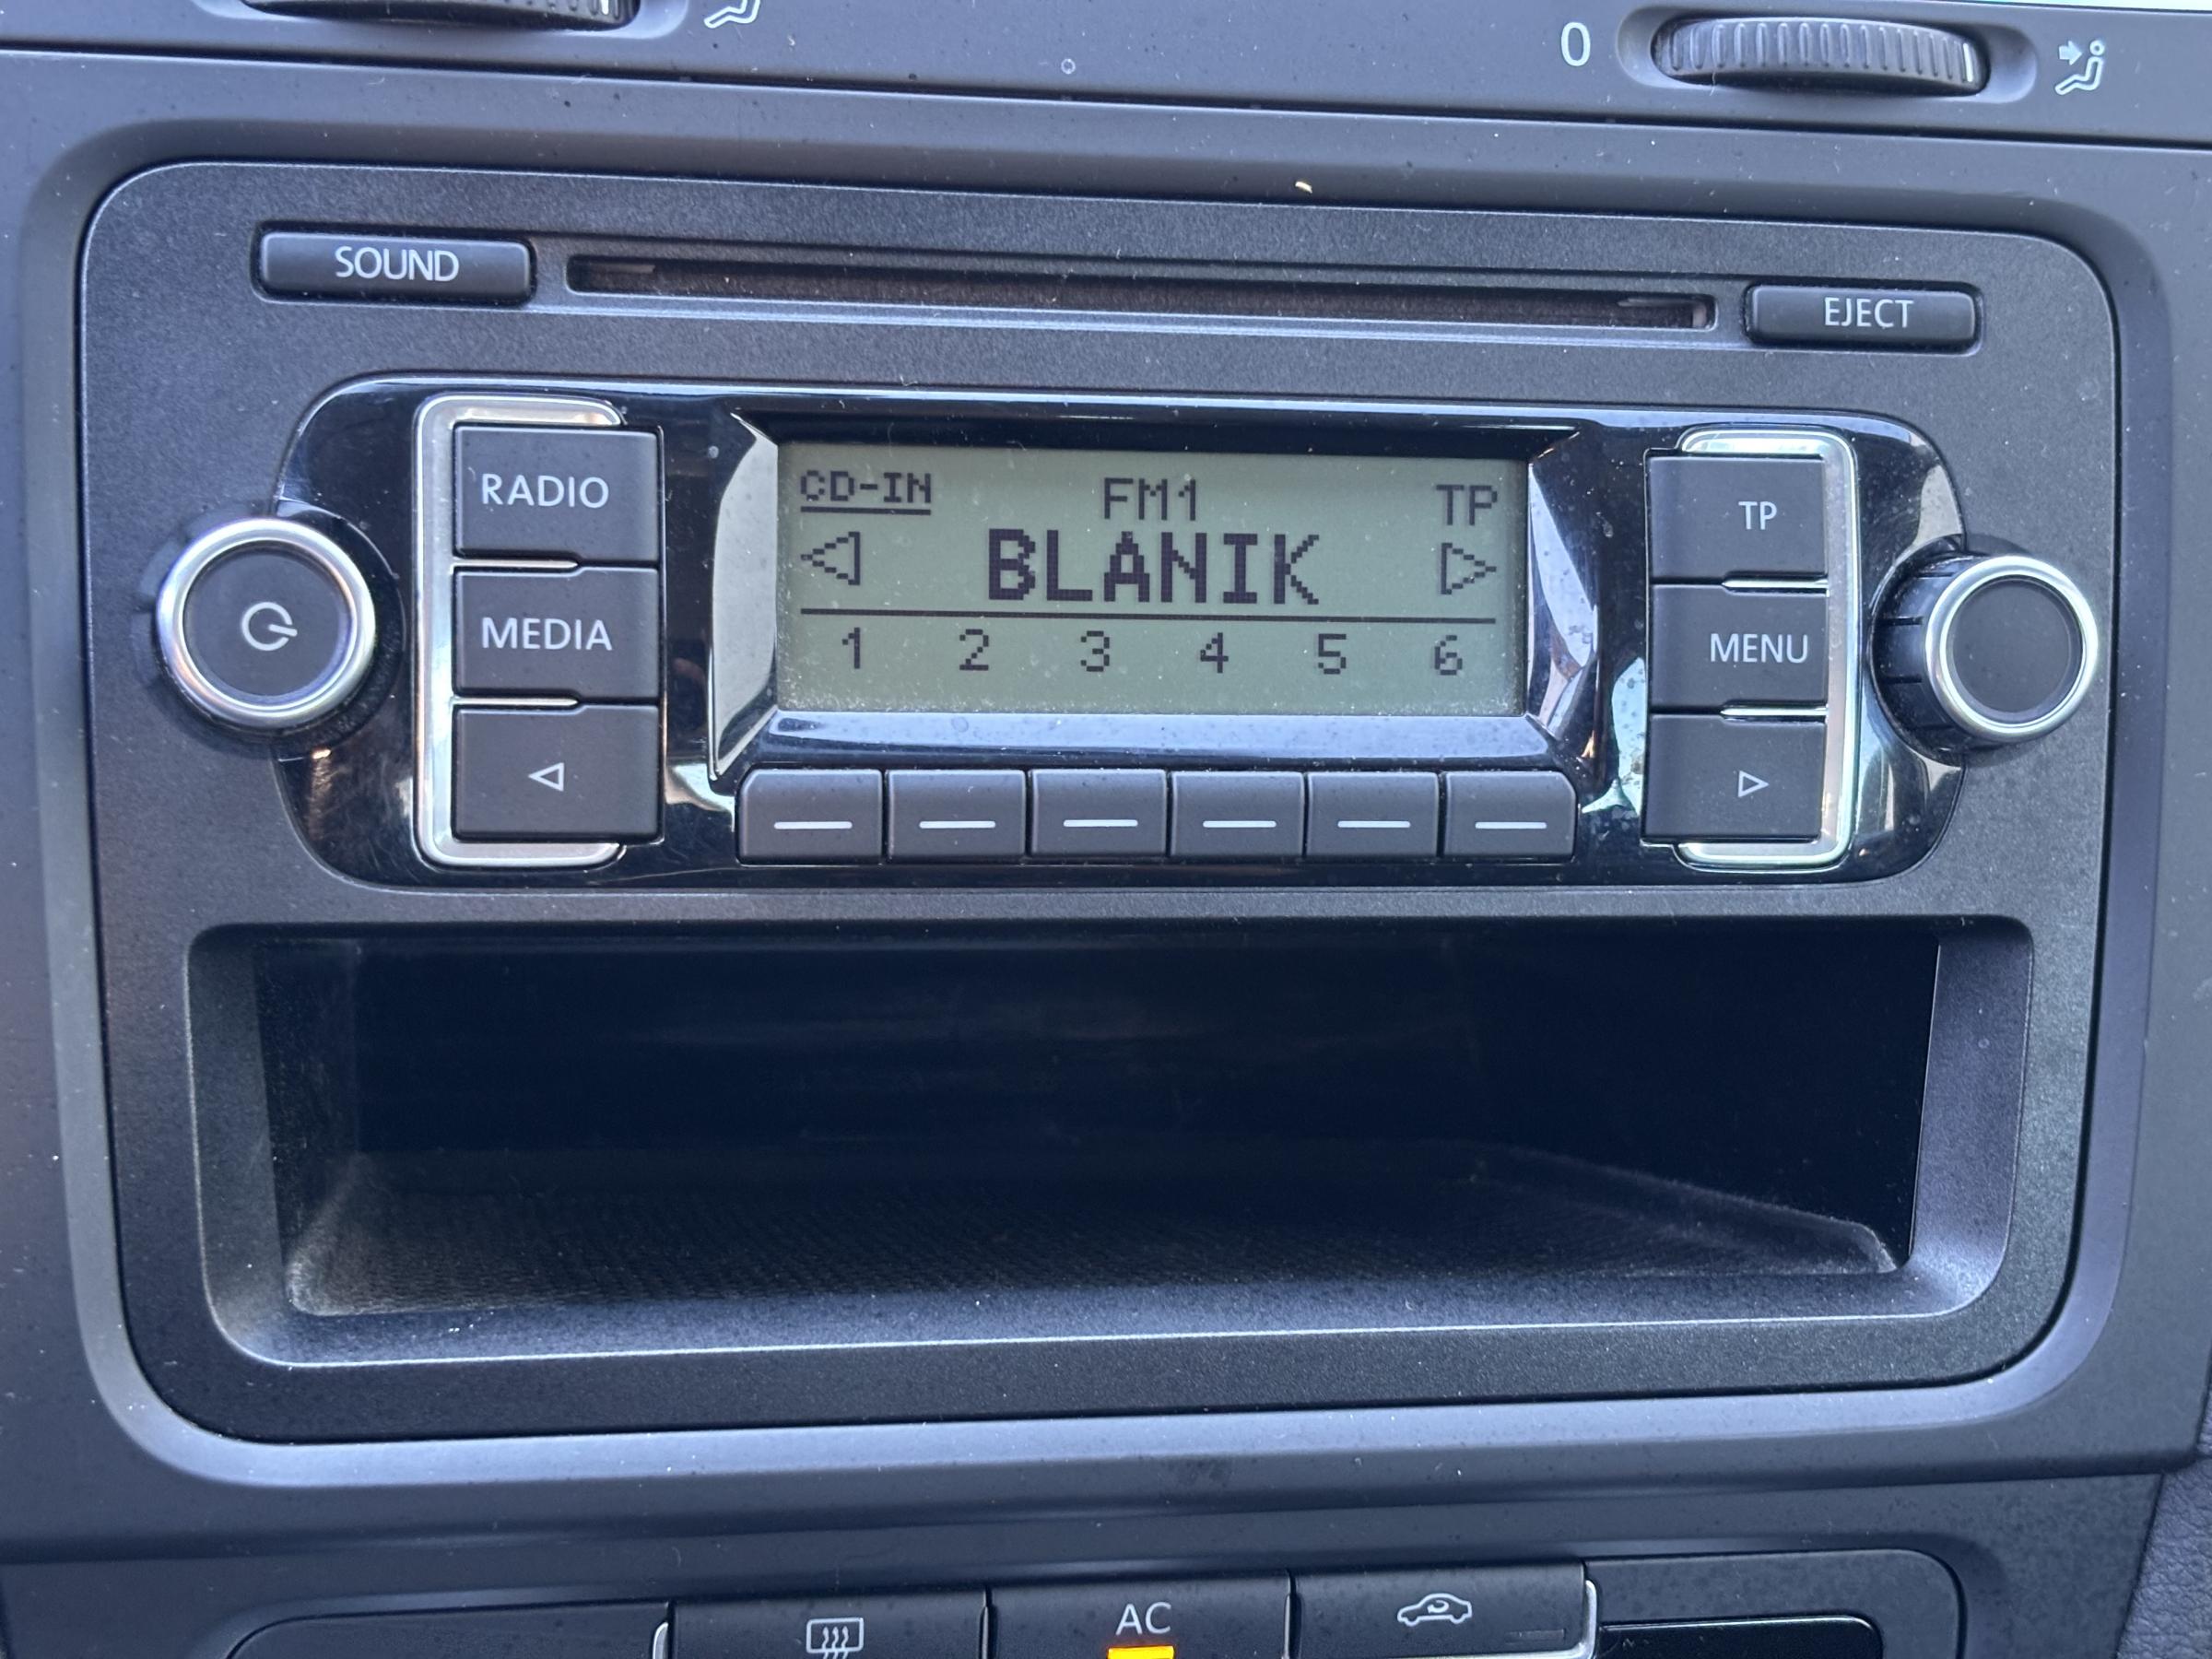 0
SOUND
EJECT
RADIO
MEDIA
CD-IN FM1 TP
BLANIK
1 2 3 4 5 6
TP
MENU
AC